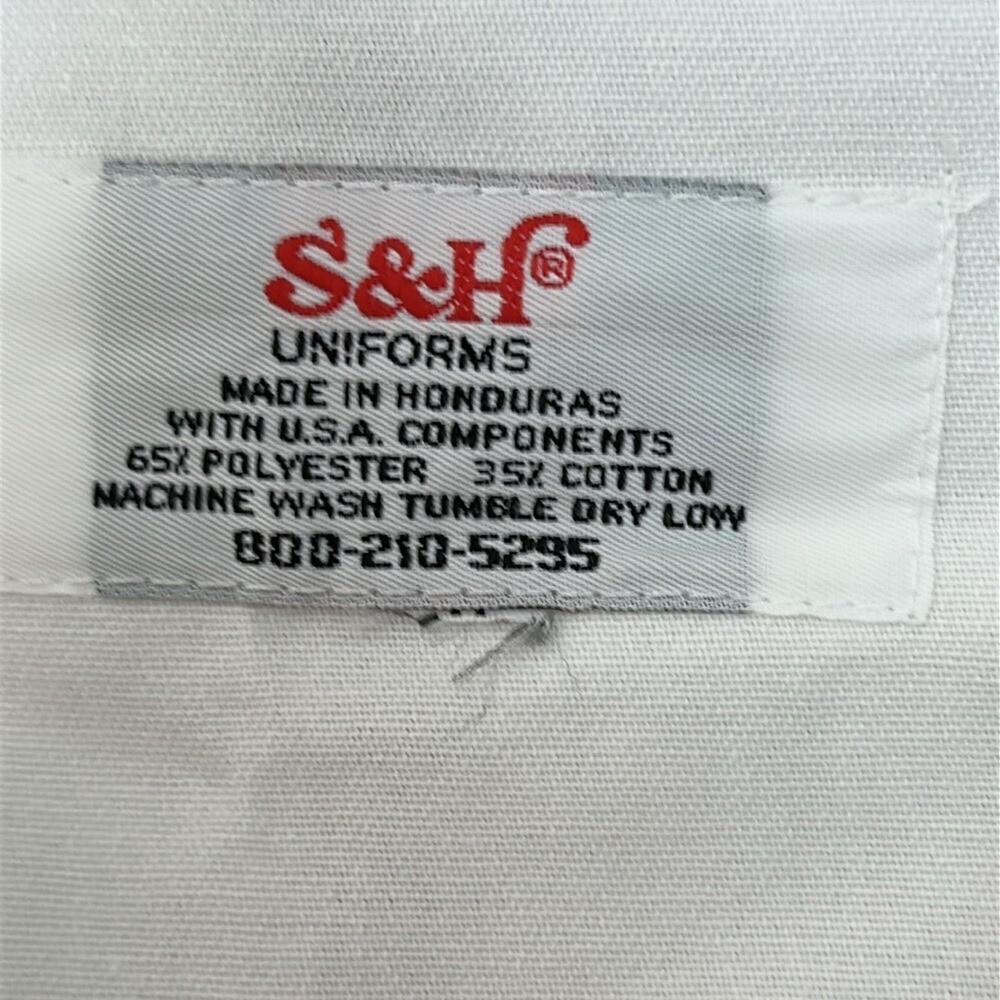 S&H®
UNIFORMS
MADE IN HONDURAS
WITH U.S.A. COMPONENTS
65% POLYESTER 35% COTTON
MACHINE WASH TUMBLE DRY LOW
800-210-5295